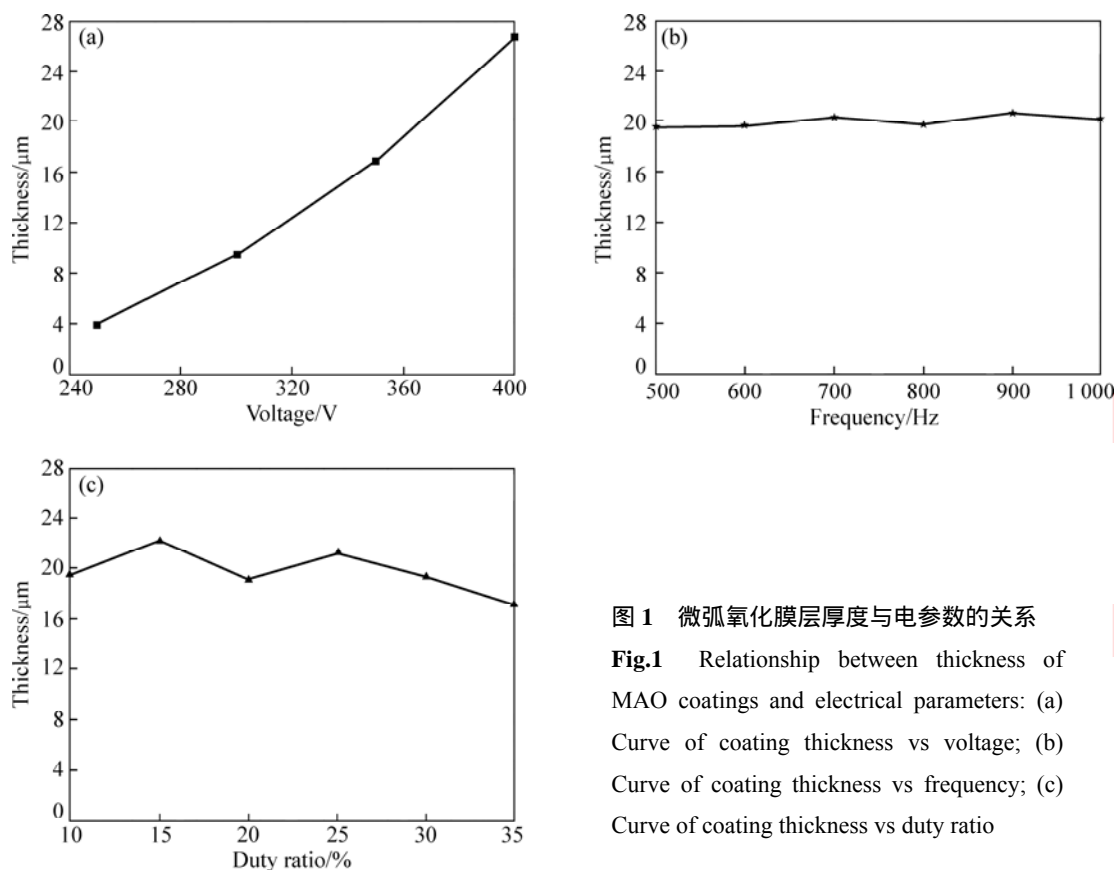 (a)
28
24
20
16
12
8
4
0
Thickness/μm
240 280 320 360 400
Voltage/V
(b)
28
24
20
16
12
8
4
0
Thickness/μm
500 600 700 800 900 1 000
Frequency/Hz
(c)
28
24
20
16
12
8
4
0
Thickness/μm
10 15 20 25 30 35
Duty ratio/%
图 1 微弧氧化膜层厚度与电参数的关系
Fig.1 Relationship between thickness of
MAO coatings and electrical parameters: (a)
Curve of coating thickness vs voltage; (b)
Curve of coating thickness vs frequency; (c)
Curve of coating thickness vs duty ratio